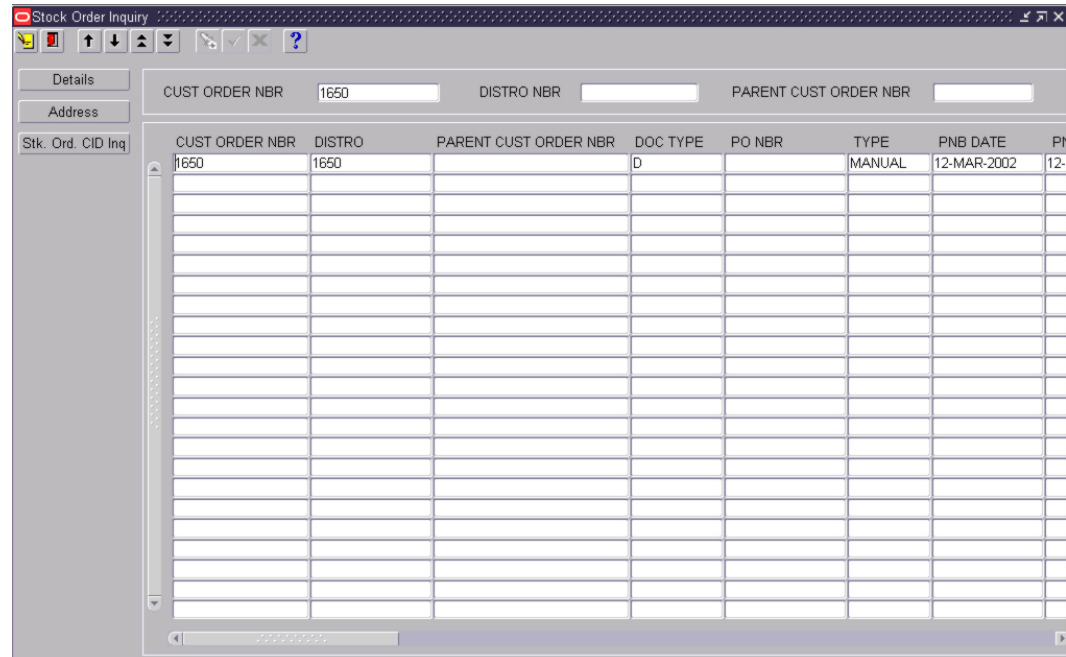 Stock Order Inquiry
?
Details
Address
Stk. Ord. CID Inq
CUST ORDER NBR 1650 DISTRO NBR PARENT CUST ORDER NBR
CUST ORDER NBR DISTRO PARENT CUST ORDER NBR DOC TYPE PO NBR TYPE PNB DATE PN
1650 1650 D MANUAL 12-MAR-2002 12-